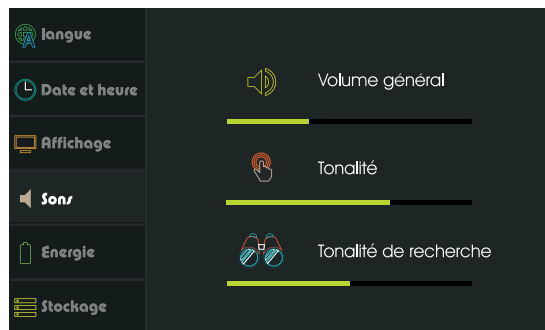 langue
Date et heure
Affichage
Sons
Energie
Stockage
Volume général
Tonalité
Tonalité de recherche